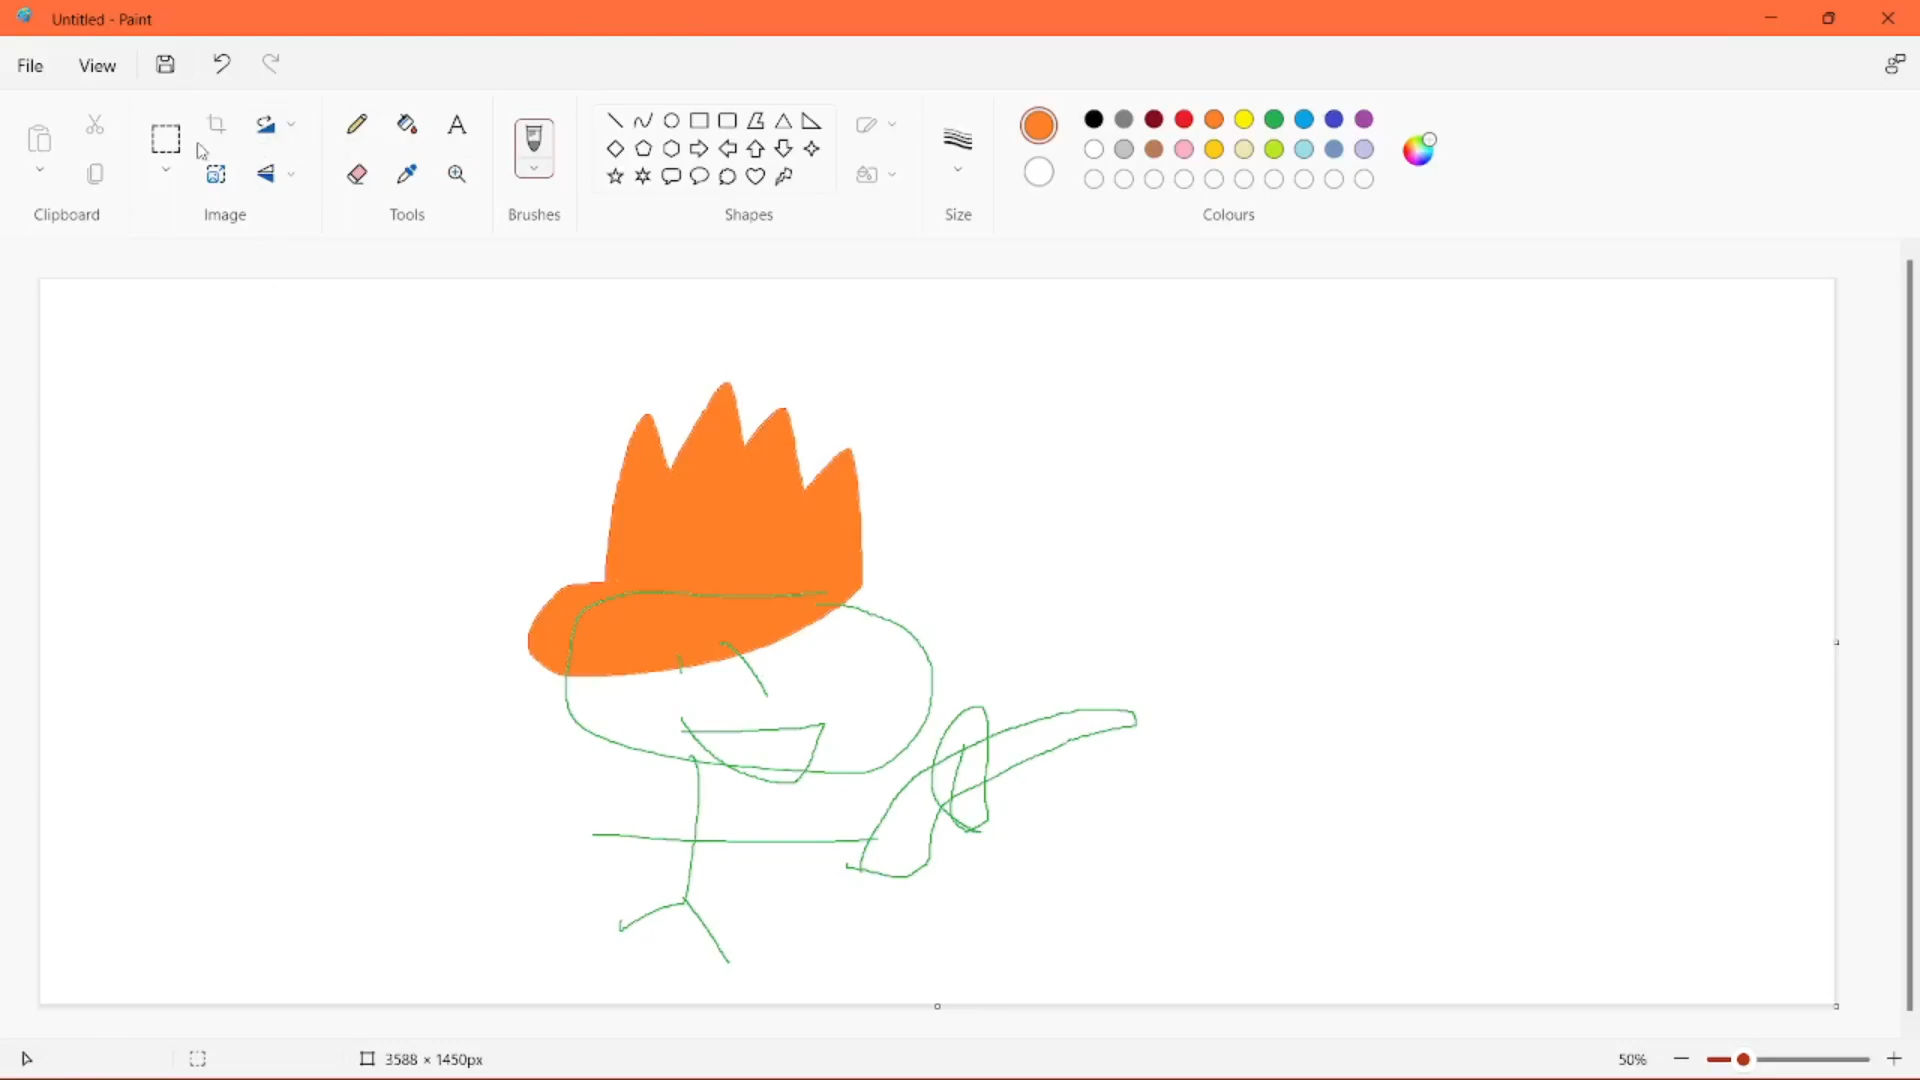 Untitled - Paint
File View
Clipboard Image Tools Brushes Shapes Size Colours
3588 × 1450px 50%